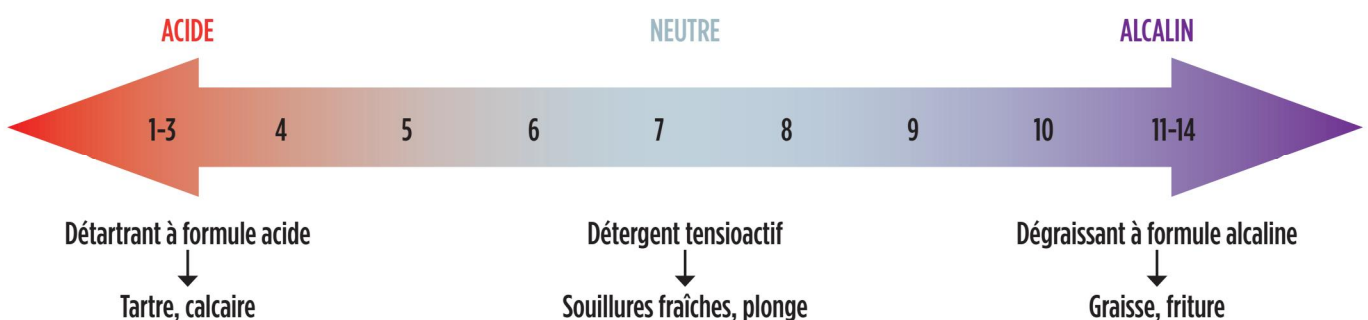 ACIDE NEUTRE ALCALIN
1-3 4 5 6 7 8 9 10 11-14
Détartrant à formule acide Détergent tensioactif Dégraissant à formule alcaline
Tartre, calcaire Souillures fraîches, plonge Graisse, friture